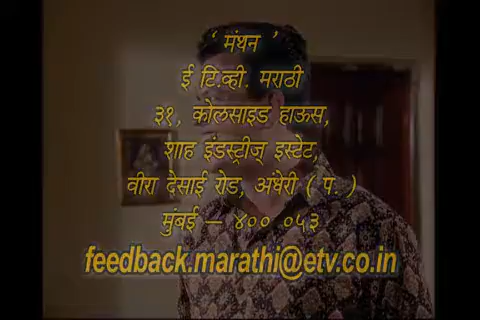 ‘ मंथन ’
ई टि.व्ही. मराठी
३१, कोलसाइड हाऊस,
शाह इंडस्ट्रीज् इस्टेट,
वीरा देसाई रोड, अंधेरी ( प. )
मुंबई – ४०० ०५३
feedback.marathi@etv.co.in